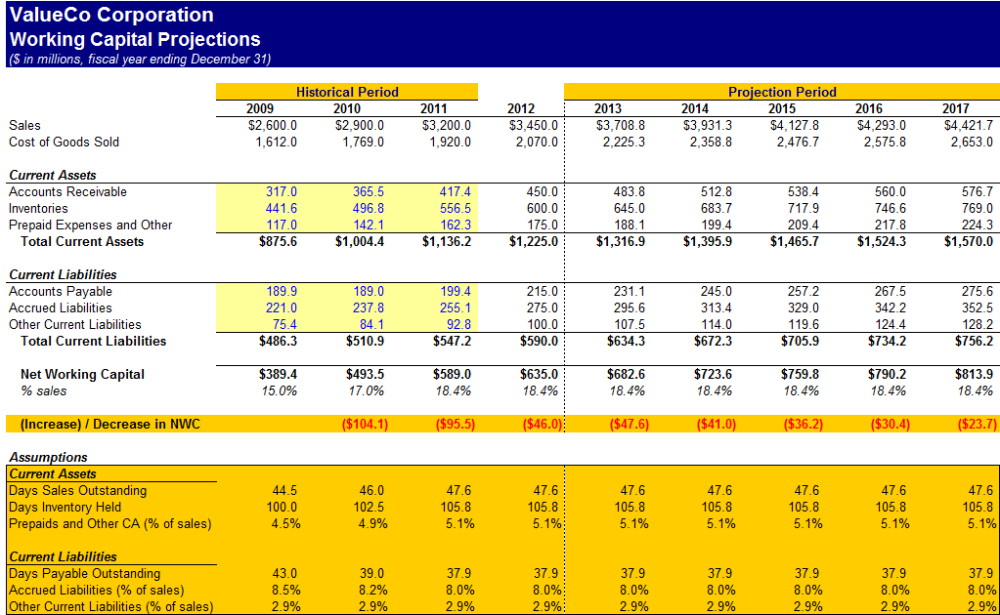 ValueCo Corporation
Working Capital Projections
($ in millions, fiscal year ending December 31)
Historical Period Projection Period
2009 2010 2011 2012 2013 2014 2015 2016 2017
Sales $2,600.0 $2,900.0 $3,200.0 $3,450.0 $3,708.8 $3,931.3 $4,127.8 $4,293.0 $4,421.7
Cost of Goods Sold 1,612.0 1,769.0 1,920.0 2,070.0 2,225.3 2,358.8 2,476.7 2,575.8 2,653.0
Current Assets
Accounts Receivable 317.0 365.5 417.4 450.0 483.8 512.8 538.4 560.0 576.7
Inventories 441.6 496.8 556.5 600.0 645.0 683.7 717.9 746.6 769.0
Prepaid Expenses and Other 117.0 142.1 162.3 175.0 188.1 199.4 209.4 217.8 224.3
Total Current Assets $875.6 $1,004.4 $1,136.2 $1,225.0 $1,316.9 $1,395.9 $1,465.7 $1,524.3 $1,570.0
Current Liabilities
Accounts Payable 189.9 189.0 199.4 215.0 231.1 245.0 257.2 267.5 275.6
Accrued Liabilities 221.0 237.8 255.1 275.0 295.6 313.4 329.0 342.2 352.5
Other Current Liabilities 75.4 84.1 92.8 100.0 107.5 114.0 119.6 124.4 128.2
Total Current Liabilities $486.3 $510.9 $547.2 $590.0 $634.3 $672.3 $705.9 $734.2 $756.2
Net Working Capital $389.4 $493.5 $589.0 $635.0 $682.6 $723.6 $759.8 $790.2 $813.9
% sales 15.0% 17.0% 18.4% 18.4% 18.4% 18.4% 18.4% 18.4% 18.4%
(Increase) / Decrease in NWC ($104.1) ($95.5) ($46.0) ($47.6) ($41.0) ($36.2) ($30.4) ($23.7)
Assumptions
Current Assets
Days Sales Outstanding 44.5 46.0 47.6 47.6 47.6 47.6 47.6 47.6 47.6
Days Inventory Held 100.0 102.5 105.8 105.8 105.8 105.8 105.8 105.8 105.8
Prepaids and Other CA (% of sales) 4.5% 4.9% 5.1% 5.1% 5.1% 5.1% 5.1% 5.1% 5.1%
Current Liabilities
Days Payable Outstanding 43.0 39.0 37.9 37.9 37.9 37.9 37.9 37.9 37.9
Accrued Liabilities (% of sales) 8.5% 8.2% 8.0% 8.0% 8.0% 8.0% 8.0% 8.0% 8.0%
Other Current Liabilities (% of sales) 2.9% 2.9% 2.9% 2.9% 2.9% 2.9% 2.9% 2.9% 2.9%